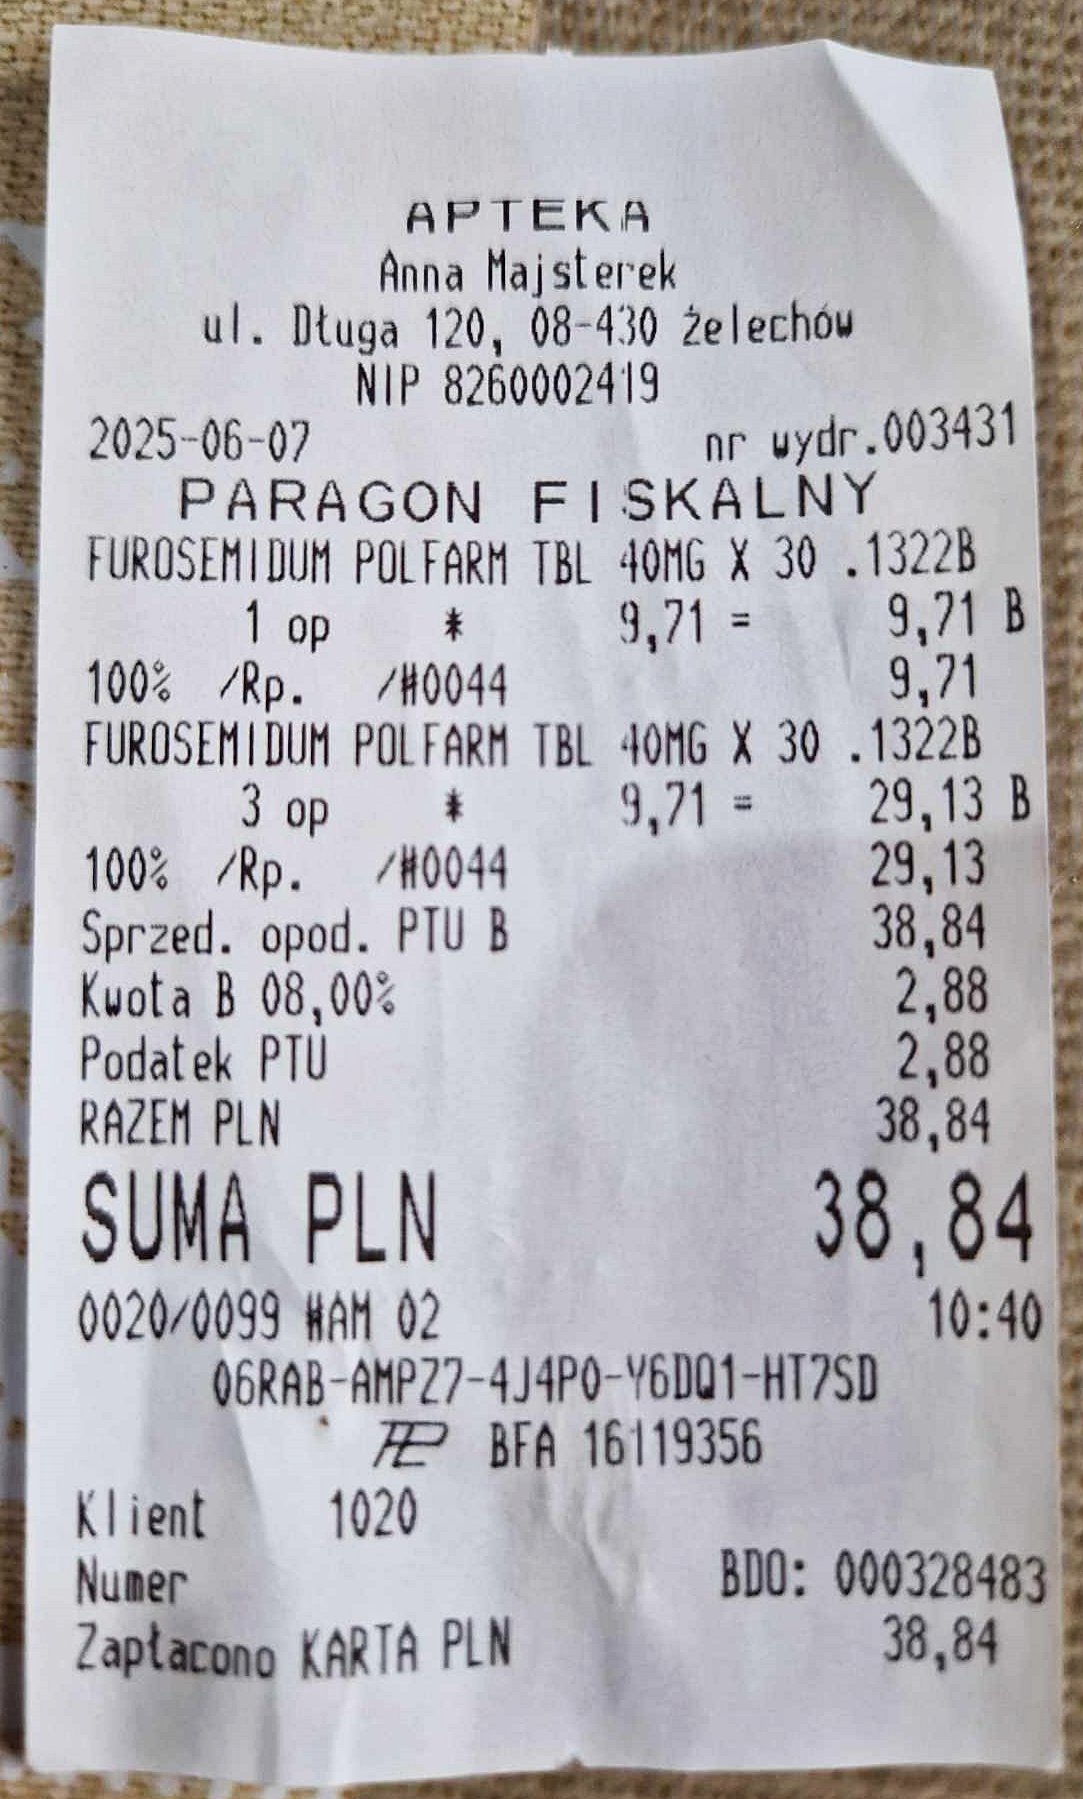 APTEKA
Anna Majsterek
ul. Długa 120, 08-430 Żelechów
NIP 8260002419
2025-06-07 nr wydr.003431
PARAGON FISKALNY
FUROSEMIDUM POLFARM TBL 40MG X 30 .1322B
1 op * 9,71 = 9,71 B
100% /Rp. /#0044 9,71
FUROSEMIDUM POLFARM TBL 40MG X 30 .1322B
3 op * 9,71 = 29,13 B
100% /Rp. /#0044 29,13
Sprzed. opod. PTU B 38,84
Kwota B 08,00% 2,88
Podatek PTU 2,88
RAZEM PLN 38,84
SUMA PLN 38,84
0020/0099 #AM 02 10:40
06RAB-AMPZ7-4J4P0-Y6DQ1-HT7SD
PL BFA 16119356
Klient 1020
Numer BDO: 000328483
Zapłacono KARTA PLN 38,84